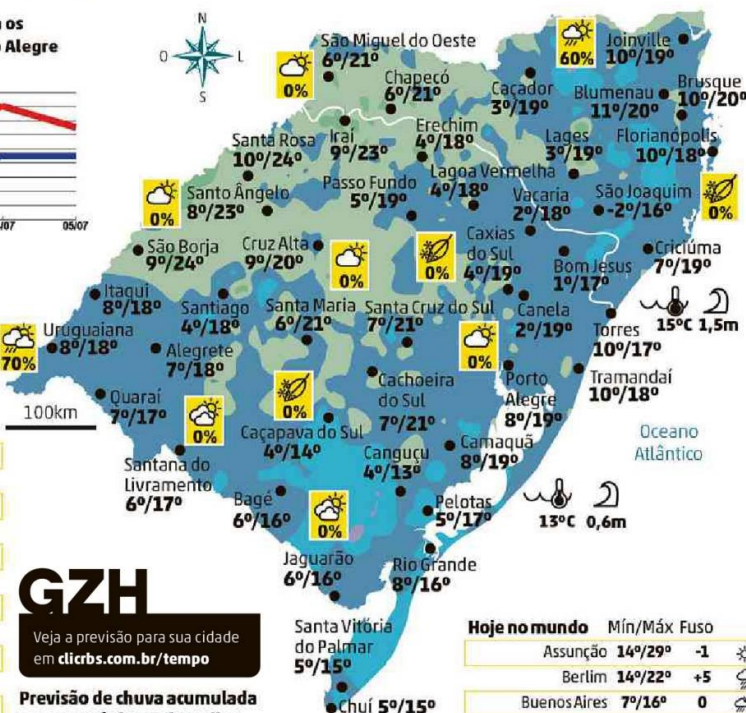 os
Alegre
/07
05/07
N
O
L
S
0%
São Miguel do Oeste
6º/21º
Chapecó
6º/21º
Caçador
3º/19º
60%
Joinville
10º/19º
Blumenau
11º/20º
Brusque
10º/20º
Santa Rosa
10º/24º
Iraí
9º/23º
Erechim
4º/18º
Lages
3º/19º
Florianópolis
10º/18º
0%
0%
Santo Ângelo
8º/23º
Passo Fundo
5º/19º
Lagoa Vermelha
4º/18º
Vacaria
2º/18º
São Joaquim
-2º/16º
São Borja
9º/24º
Cruz Alta
9º/20º
0%
0%
Caxias
do Sul
4º/19º
Bom Jesus
1º/17º
Criciúma
7º/19º
Itaqui
8º/18º
Santiago
4º/18º
Santa Maria
6º/21º
Santa Cruz do Sul
7º/21º
Canela
2º/19º
15ºC 1,5m
Torres
10º/17º
70%
Uruguaiana
8º/18º
Alegrete
7º/18º
0%
Quaraí
7º/17º
0%
Cachoeira
do Sul
7º/21º
Porto
Alegre
8º/19º
Tramandaí
10º/18º
100km
0%
Caçapava do Sul
4º/14º
Camaquã
8º/19º
Oceano
Atlântico
Santana do
Livramento
6º/17º
Canguçu
4º/13º
Bagé
6º/16º
0%
Pelotas
5º/17º
13ºC 0,6m
Jaguarão
6º/16º
Rio Grande
8º/16º
GZH
Veja a previsão para sua cidade
em clicrbs.com.br/tempo
Santa Vitória
do Palmar
5º/15º
Chuí 5º/15º
Previsão de chuva acumulada
Hoje no mundo Mín/Máx Fuso
Assunção 14º/29º -1
Berlim 14º/22º +5
Buenos Aires 7º/16º 0